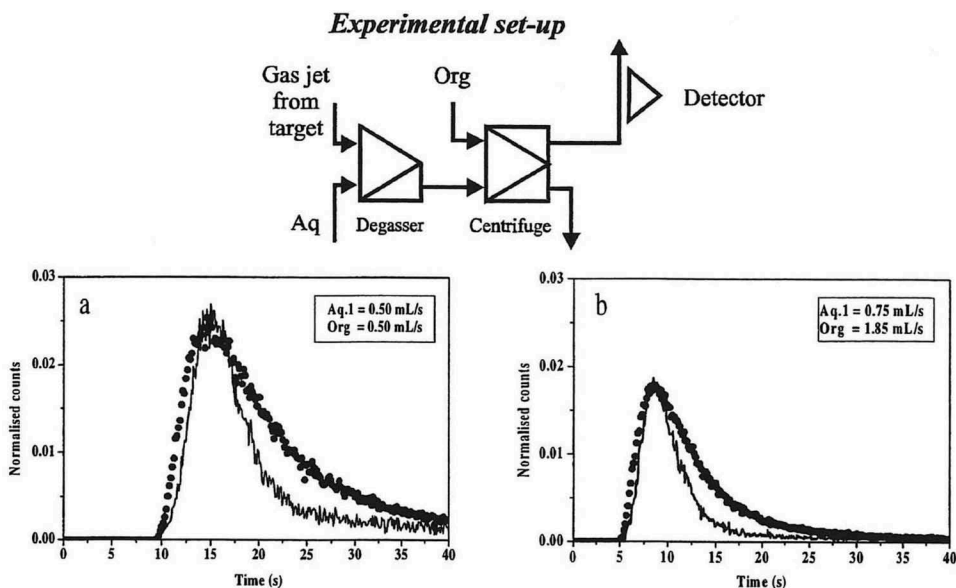 Experimental set-up
Gas jet
from
target
Org
Detector
Aq
Degasser
Centrifuge
a
Aq.1 = 0.50 mL/s
Org = 0.50 mL/s
Normalised counts
0.03
0.02
0.01
0.00
0 5 10 15 20 25 30 35 40
Time (s)
b
Aq.1 = 0.75 mL/s
Org = 1.85 mL/s
Normalised counts
0.03
0.02
0.01
0.00
0 5 10 15 20 25 30 35 40
Time (s)